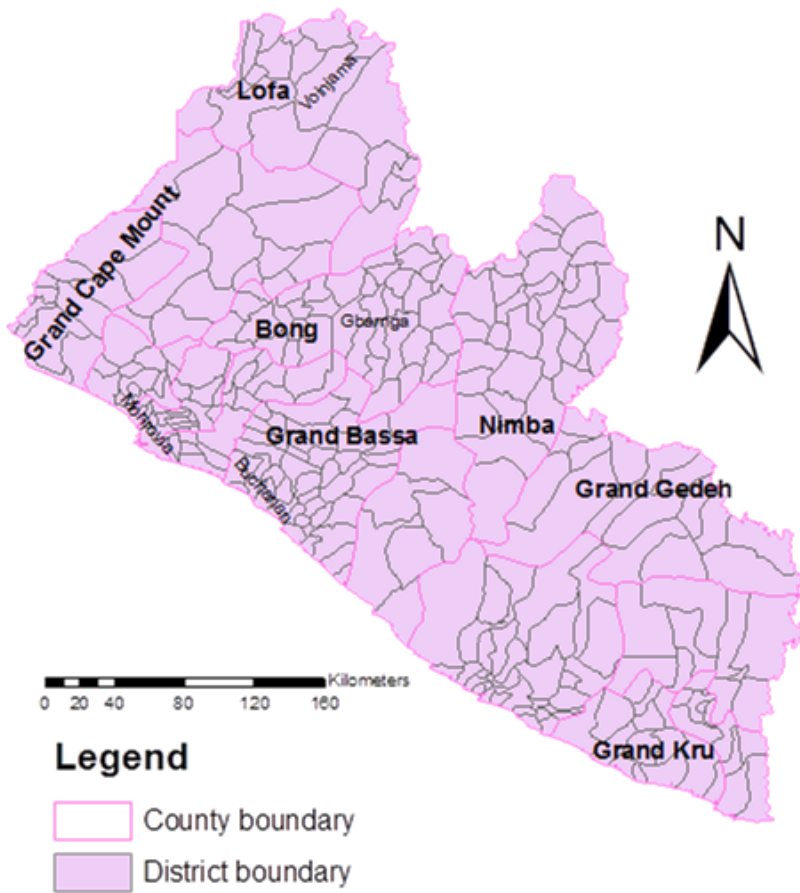 Lofa
Voinjama
Grand Cape Mount
N
Bong
Gbarnga
Monrovia
Grand Bassa
Nimba
Buchanan
Grand Gedeh
Kilometers
0 20 40 80 120 160
Grand Kru
Legend
County boundary
District boundary